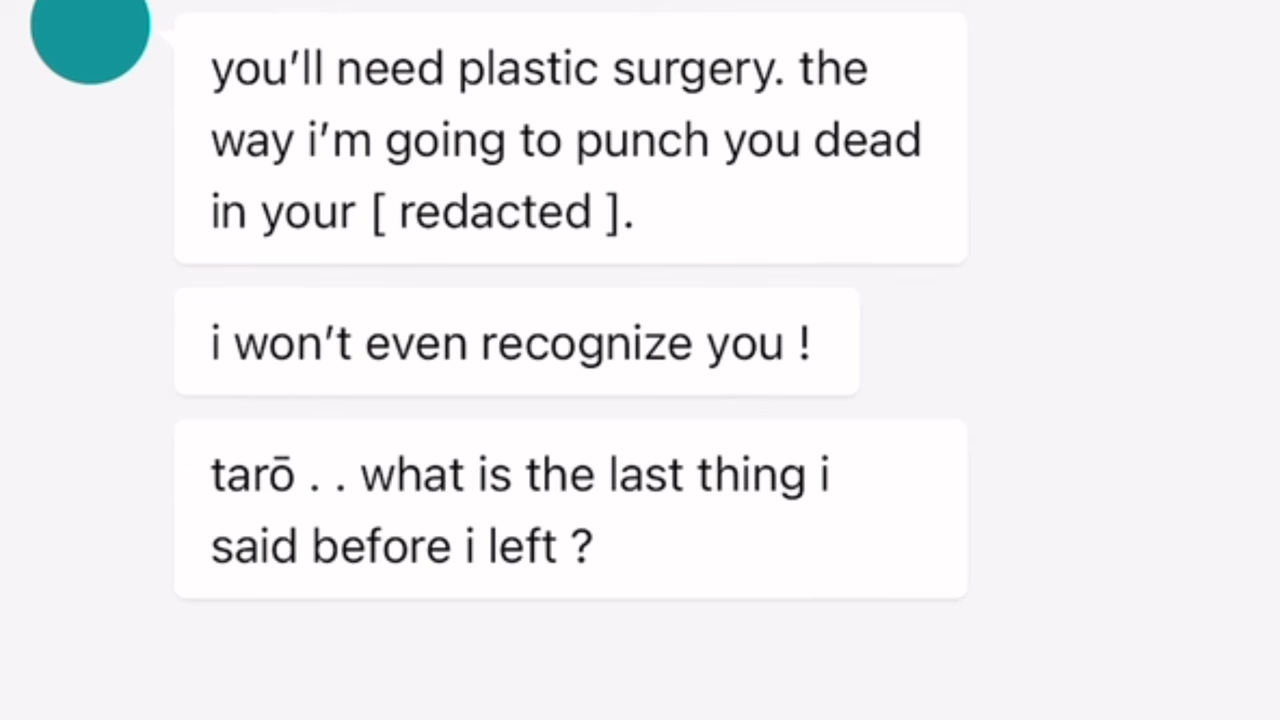 you’ll need plastic surgery. the
way i’m going to punch you dead
in your [ redacted ].
i won’t even recognize you !
tarō . . what is the last thing i
said before i left ?